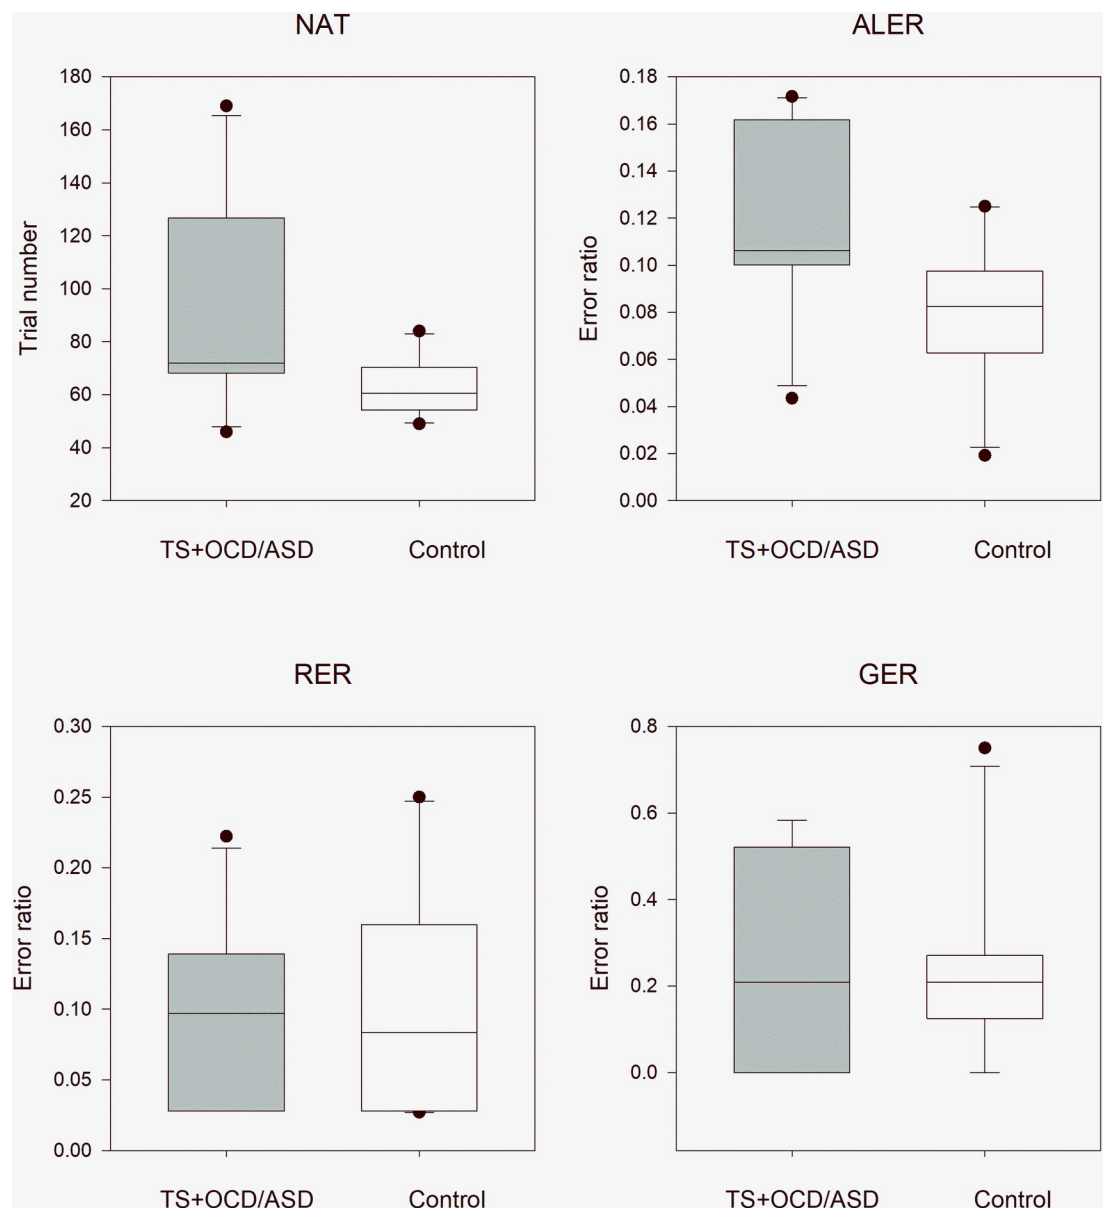 NAT
Trial number
180
160
140
120
100
80
60
40
20
TS+OCD/ASD Control
ALER
Error ratio
0.18
0.16
0.14
0.12
0.10
0.08
0.06
0.04
0.02
0.00
TS+OCD/ASD Control
RER
Error ratio
0.30
0.25
0.20
0.15
0.10
0.05
0.00
TS+OCD/ASD Control
GER
Error ratio
0.8
0.6
0.4
0.2
0.0
TS+OCD/ASD Control